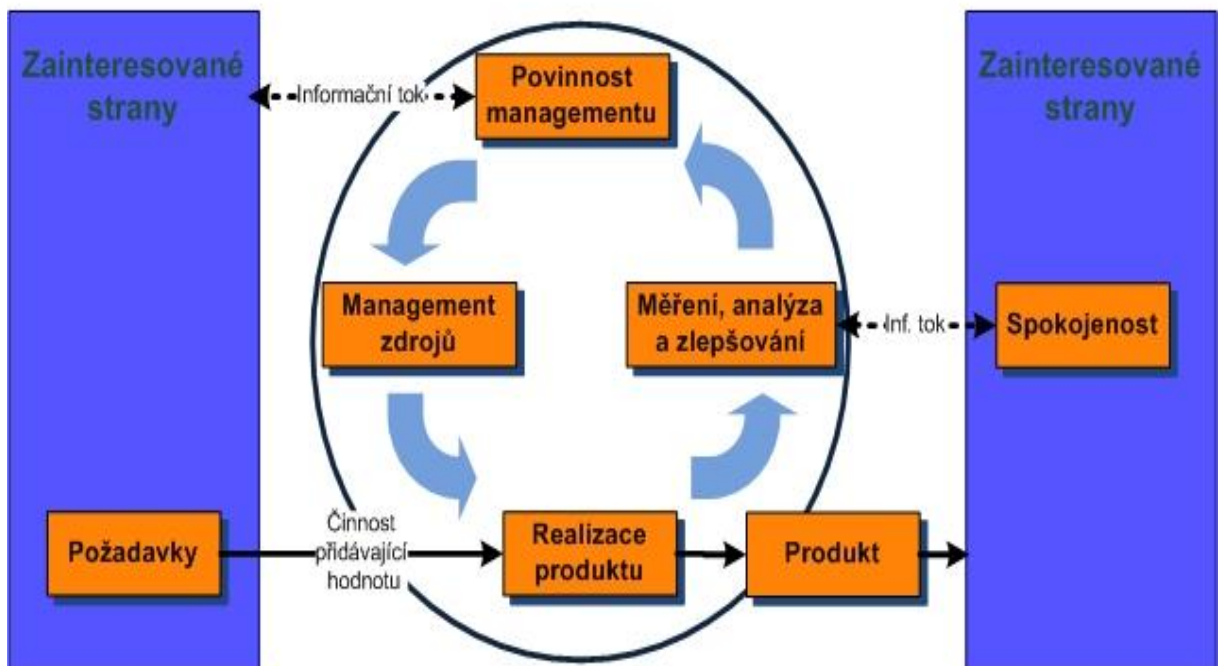 Zainteresované
strany
Informační tok
Povinnost
managementu
Zainteresované
strany
Management
zdrojů
Měření, analýza
a zlepšování
Inf. tok
Spokojenost
Požadavky
Činnost
přidávající
hodnotu
Realizace
produktu
Produkt